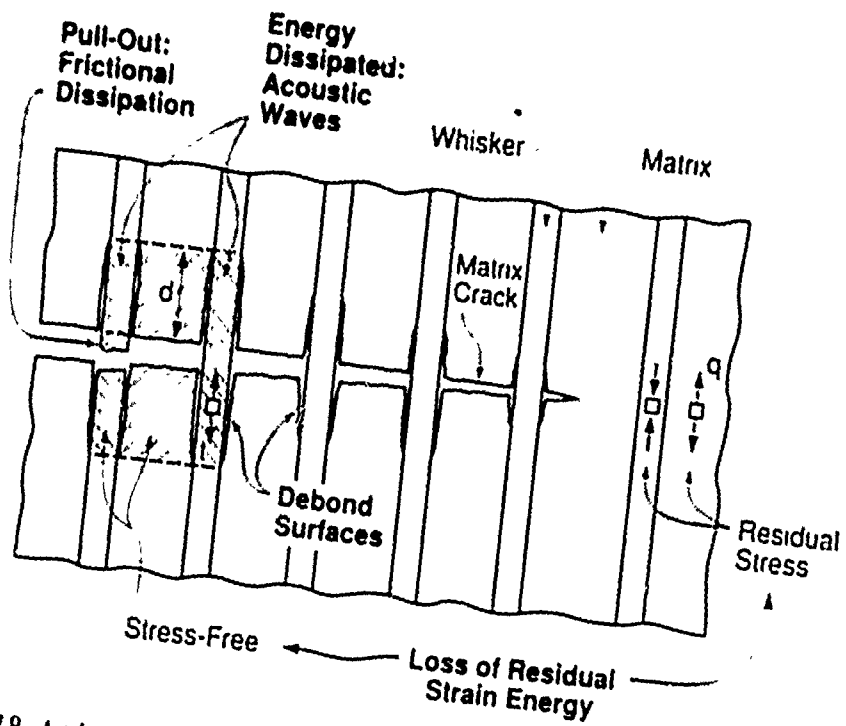 Pull-Out:
Frictional
Dissipation
Energy
Dissipated:
Acoustic
Waves
Whisker
Matrix
Matrix
Crack
d
q
Debond
Surfaces
Residual
Stress
Stress-Free
Loss of Residual
Strain Energy